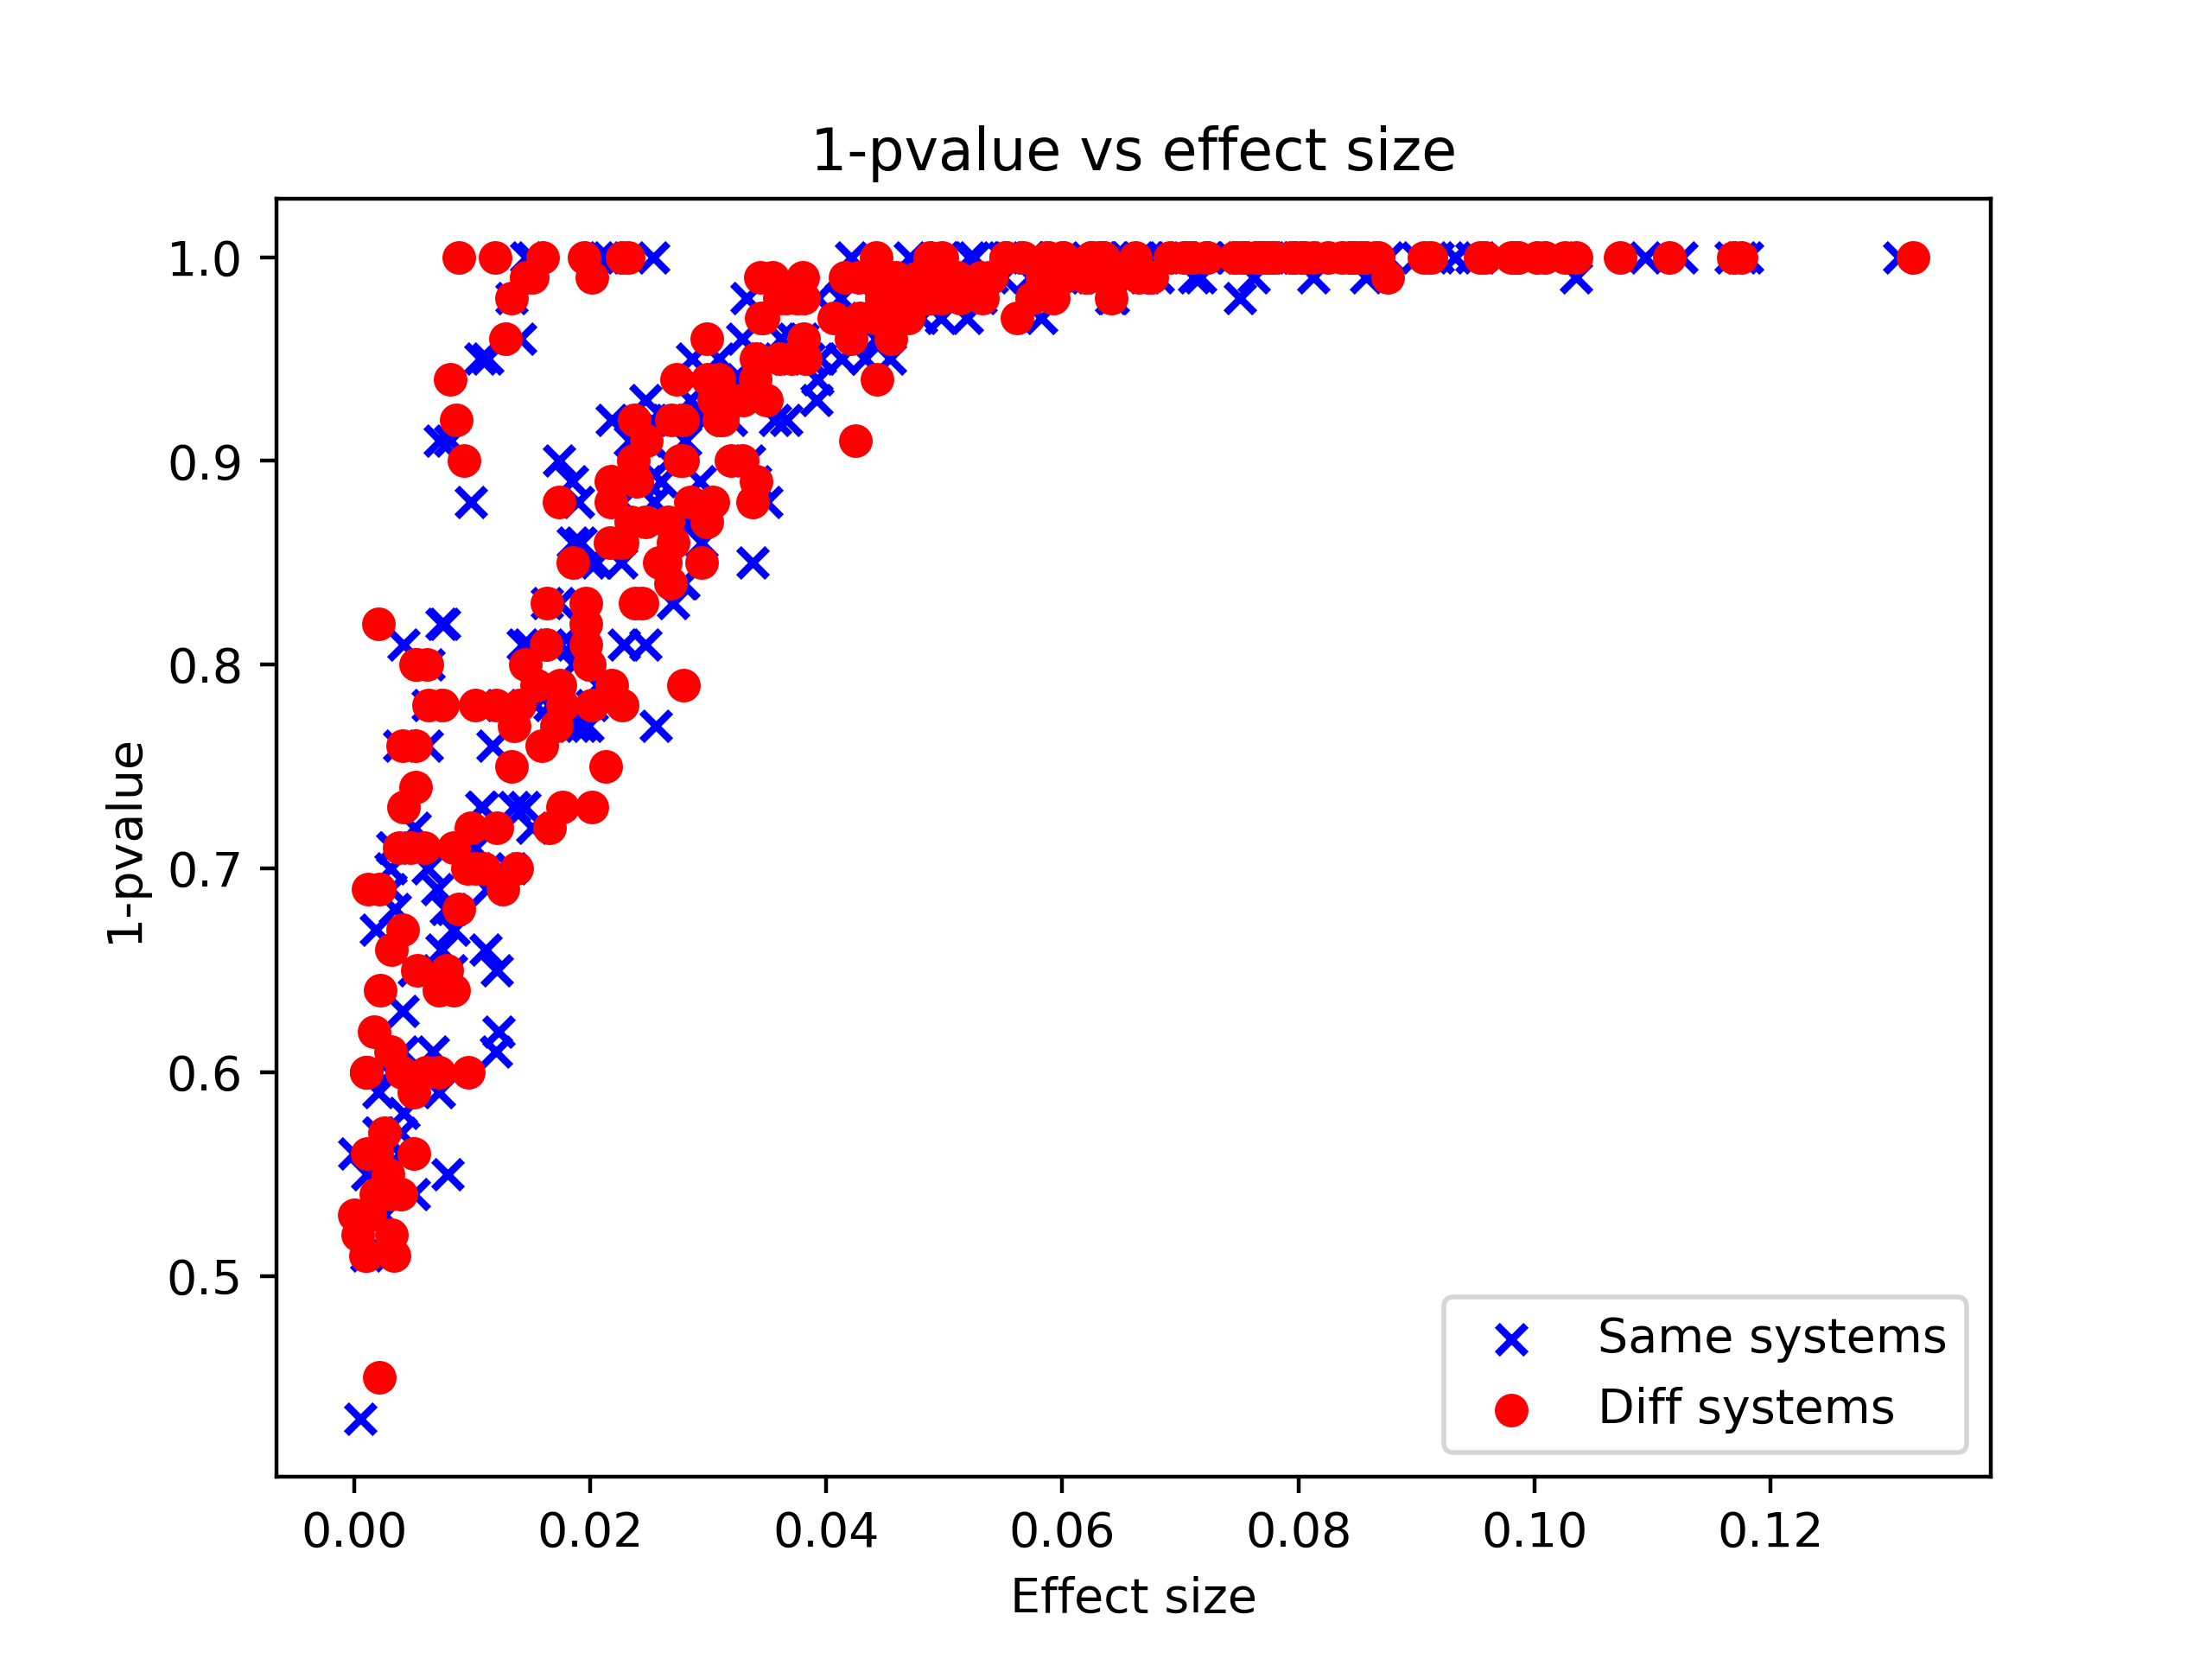 1-pvalue vs effect size
1.0
0.9
0.8
0.7
0.6
0.5
1-pvalue
0.00 0.02 0.04 0.06 0.08 0.10 0.12
Effect size
Same systems
Diff systems